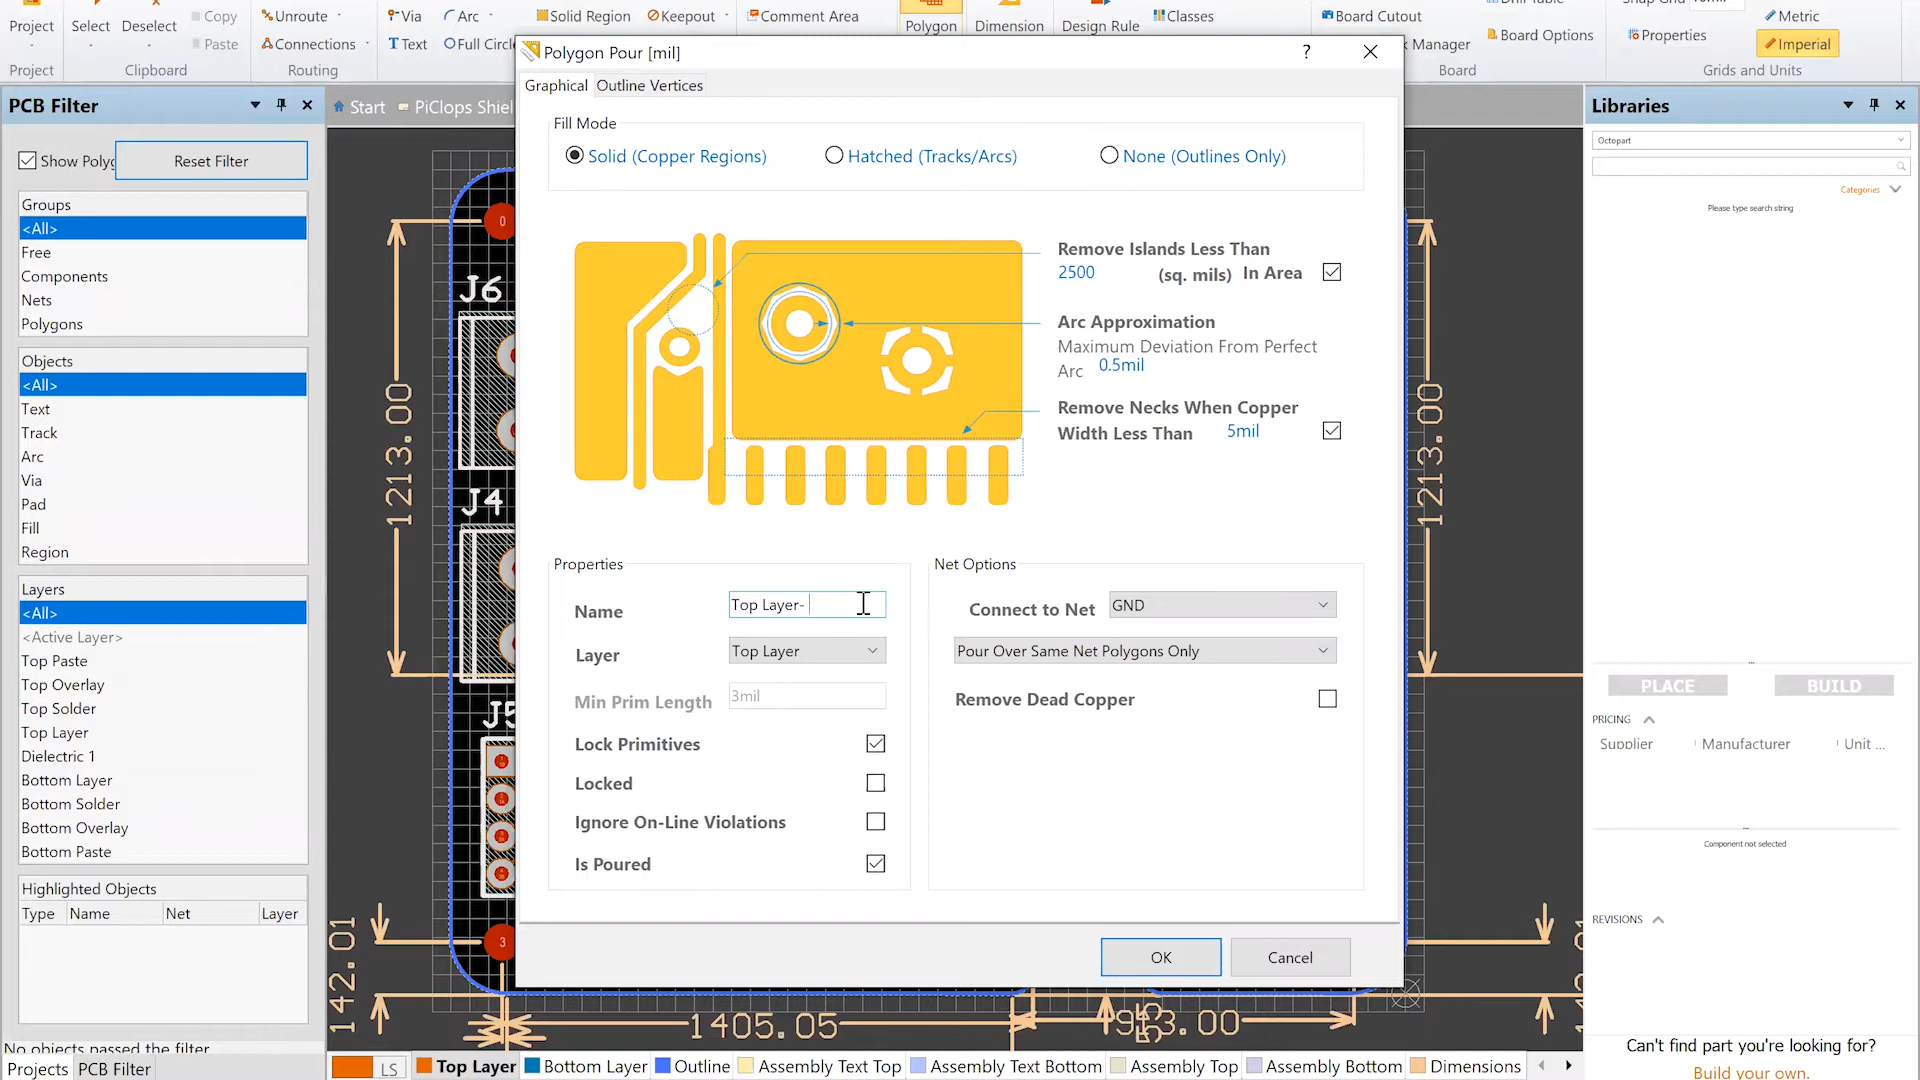 Project
Select
Deselect
Copy
Paste
Unroute
Connections
Via
Text
Arc
Full Circle
Solid Region
Keepout
Comment Area
Polygon
Dimension
Design Rule
Classes
Board Cutout
Manager
Board Options
Properties
Metric
Imperial
Project
Clipboard
Routing
Board
Grids and Units
PCB Filter
Show Polyg
Reset Filter
Groups
<All>
Free
Components
Nets
Polygons
Objects
<All>
Text
Track
Arc
Via
Pad
Fill
Region
Layers
<All>
<Active Layer>
Top Paste
Top Overlay
Top Solder
Top Layer
Dielectric 1
Bottom Layer
Bottom Solder
Bottom Overlay
Bottom Paste
Highlighted Objects
Type Name Net Layer
No objects passed the filter
Projects PCB Filter
Start PiClops Shiel
J6
J4
J5
0
3
1213.00
1213.00
142.01
1405.05
Polygon Pour [mil]
?
Graphical Outline Vertices
Fill Mode
Solid (Copper Regions) Hatched (Tracks/Arcs) None (Outlines Only)
Remove Islands Less Than
2500 (sq. mils) In Area
Arc Approximation
Maximum Deviation From Perfect
Arc 0.5mil
Remove Necks When Copper
Width Less Than 5mil
Properties
Name Top Layer-
Layer Top Layer
Min Prim Length 3mil
Lock Primitives
Locked
Ignore On-Line Violations
Is Poured
Net Options
Connect to Net GND
Pour Over Same Net Polygons Only
Remove Dead Copper
OK Cancel
LS Top Layer Bottom Layer Outline Assembly Text Top Assembly Text Bottom Assembly Top Assembly Bottom Dimensions
Libraries
Octopart
Categories
Please type search string
PLACE BUILD
PRICING
Supplier Manufacturer Unit ...
Component not selected
REVISIONS
Can't find part you're looking for?
Build your own.